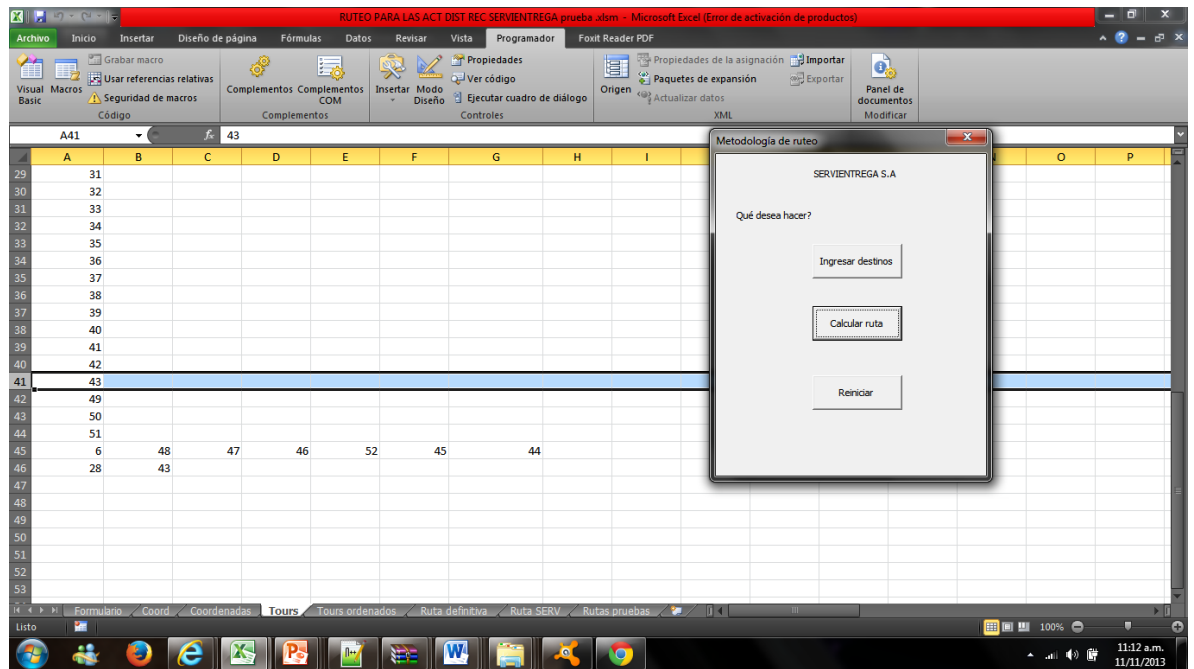 RUTEO PARA LAS ACT DIST REC SERVIENTREGA prueba .xlsm - Microsoft Excel (Error de activación de productos)
Archivo Inicio Insertar Diseño de página Fórmulas Datos Revisar Vista Programador Foxit Reader PDF
Visual Basic
Macros
Grabar macro
Usar referencias relativas
Seguridad de macros
Código
Complementos
Complementos COM
Complementos
Insertar
Modo Diseño
Propiedades
Ver código
Ejecutar cuadro de diálogo
Controles
Origen
Propiedades de la asignación
Paquetes de expansión
Actualizar datos
Importar
Exportar
XML
Panel de documentos
Modificar
A41 fx 43
A B C D E F G H I O P
29 31
30 32
31 33
32 34
33 35
34 36
35 37
36 38
37 39
38 40
39 41
40 42
41 43
42 49
43 50
44 51
45 6 48 47 46 52 45 44
46 28 43
47
48
49
50
51
52
53
Metodología de ruteo
SERVIENTREGA S.A
Qué desea hacer?
Ingresar destinos
Calcular ruta
Reiniciar
Formulario Coord Coordenadas Tours Tours ordenados Ruta definitiva Ruta SERV Rutas pruebas
Listo
100%
11:12 a.m.
11/11/2013